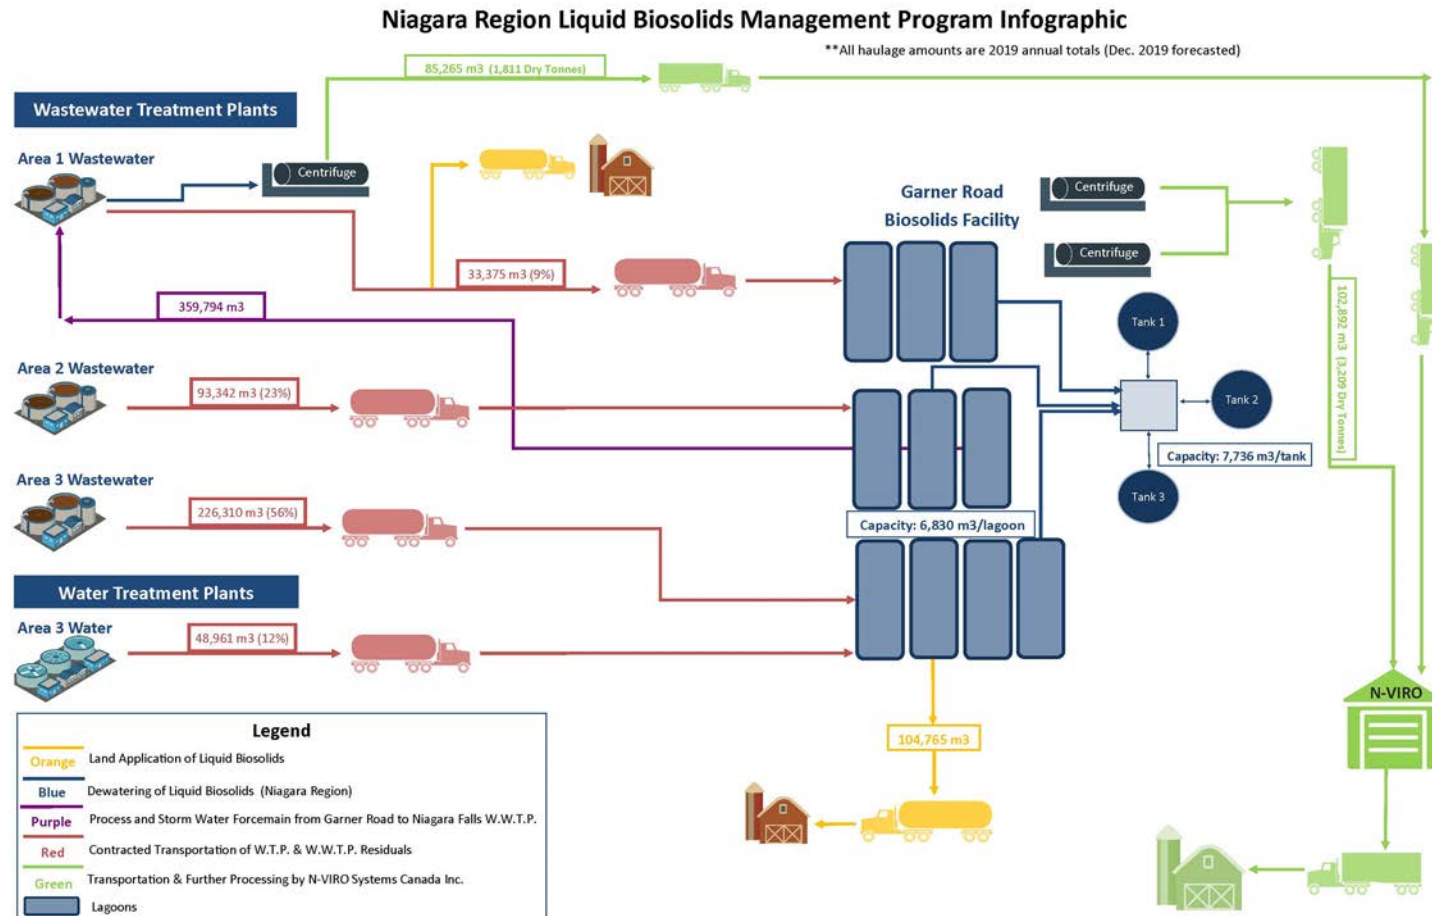 Niagara Region Liquid Biosolids Management Program Infographic
**All haulage amounts are 2019 annual totals (Dec. 2019 forecasted)
85,265 m3 (1,811 Dry Tonnes)
Wastewater Treatment Plants
Area 1 Wastewater
Centrifuge
Garner Road
Biosolids Facility
Centrifuge
Centrifuge
33,375 m3 (9%)
359,794 m3
102,892 m3 (3,209 Dry Tonnes)
Tank 1
Area 2 Wastewater
93,342 m3 (23%)
Tank 2
Capacity: 7,736 m3/tank
Area 3 Wastewater
Tank 3
226,310 m3 (56%)
Capacity: 6,830 m3/lagoon
Water Treatment Plants
Area 3 Water
48,961 m3 (12%)
N-VIRO
104,765 m3
Legend
Orange Land Application of Liquid Biosolids
Blue Dewatering of Liquid Biosolids (Niagara Region)
Purple Process and Storm Water Forcemain from Garner Road to Niagara Falls W.W.T.P.
Red Contracted Transportation of W.T.P. & W.W.T.P. Residuals
Green Transportation & Further Processing by N-VIRO Systems Canada Inc.
Lagoons